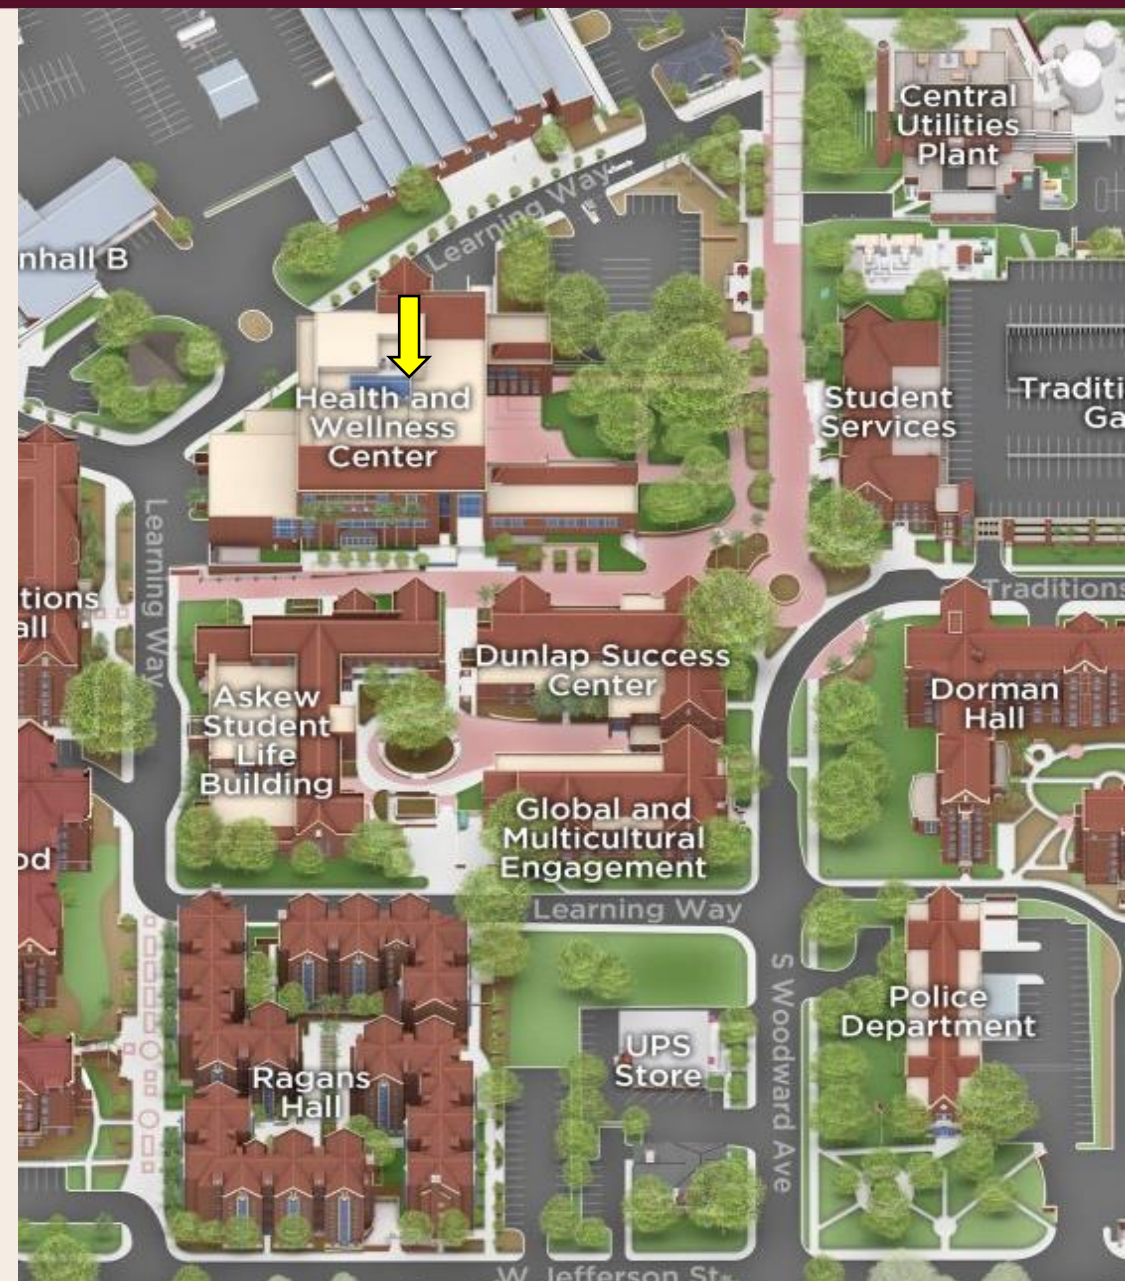 Central
Utilities
Plant
Learning Way
nhall B
Health and
Wellness
Center
Student
Services
Traditi
Ga
Learning Way
tions
all
Traditions
Dunlap Success
Center
Askew
Student
Life
Building
Dorman
Hall
Global and
Multicultural
Engagement
od
Learning Way
S Woodward Ave
Police
Department
UPS
Store
Ragans
Hall
W Jefferson St